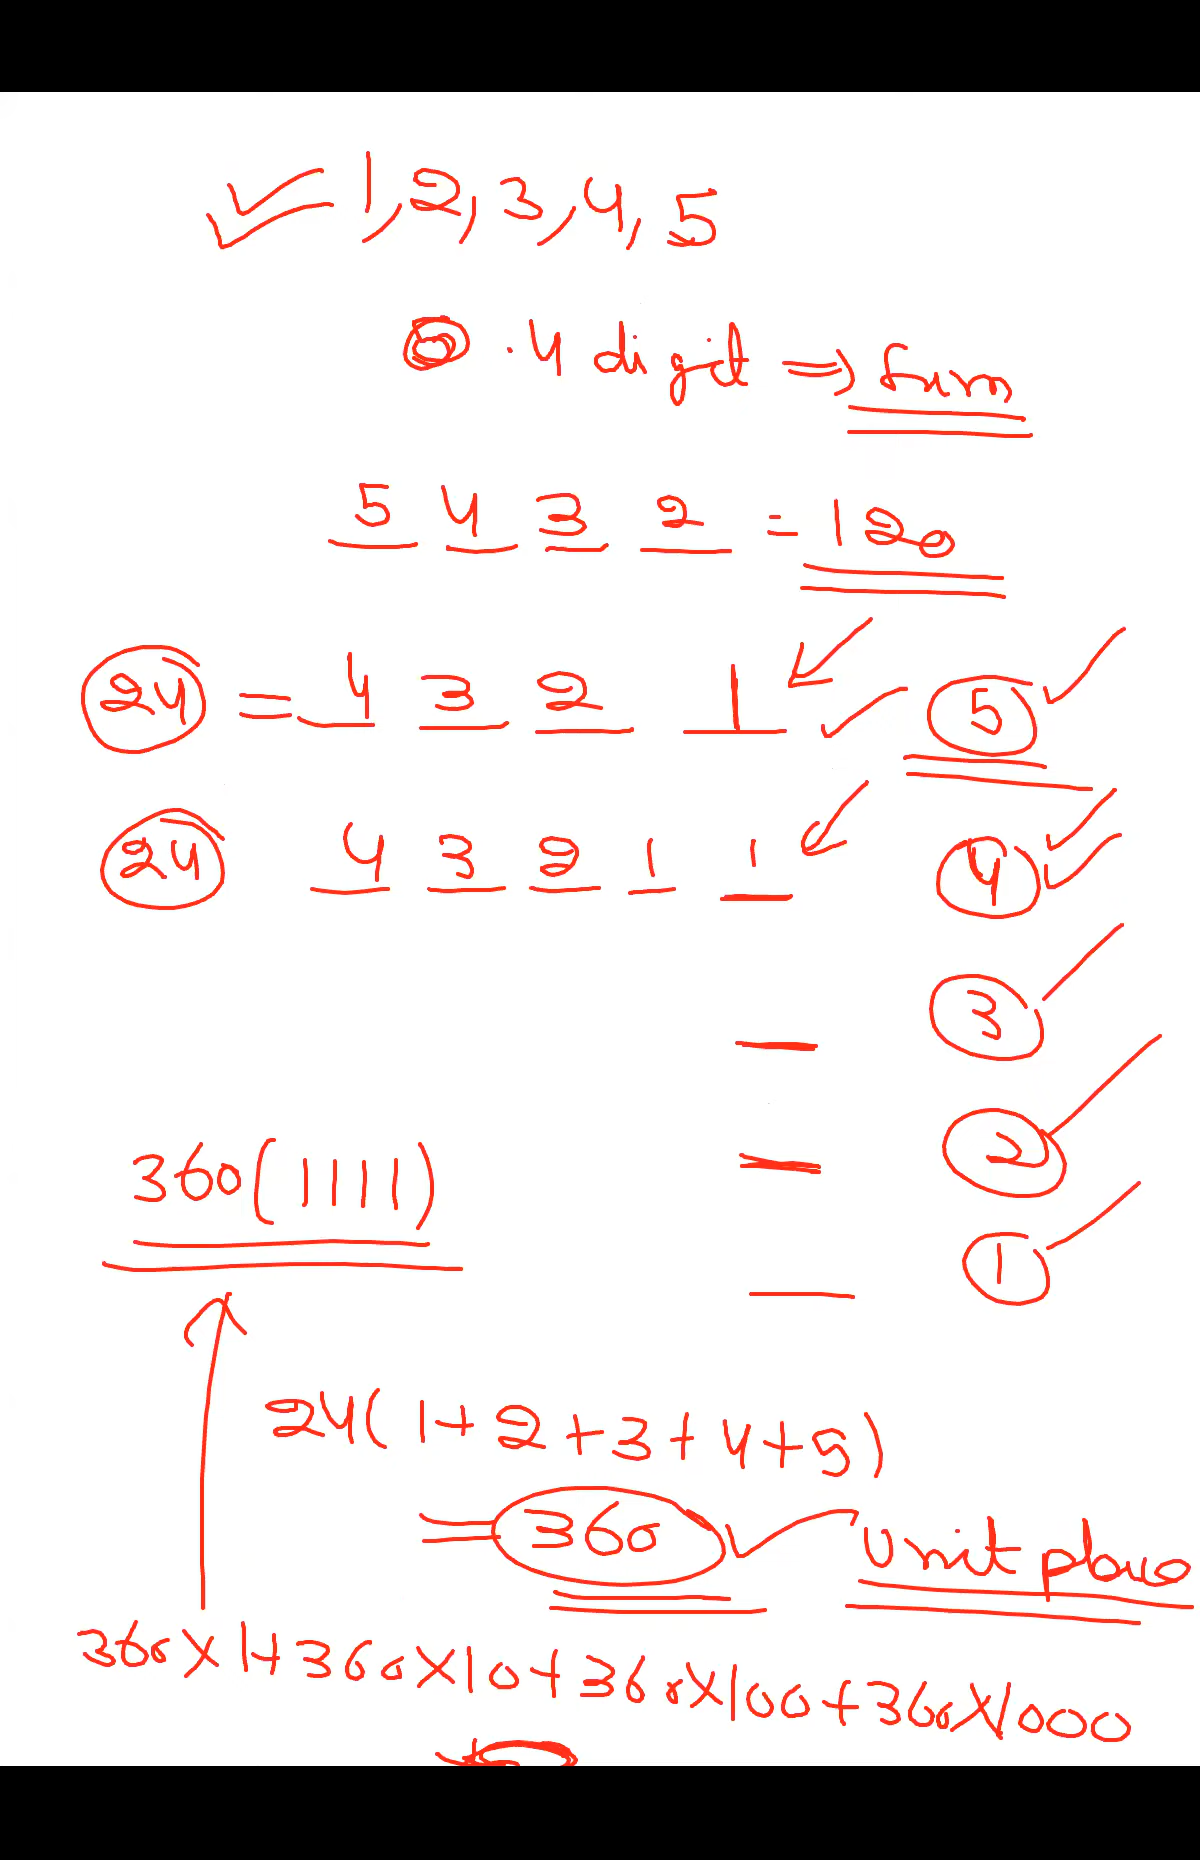 1, 2, 3, 4, 5
4 digit ⇒ sum
5 4 3 2 = 120
24 = 4 3 2 1 5
24 4 3 2 1 1 4
3
2
360(1111)
1
24(1+2+3+4+5)
= 360 unit place
360×1+360×10+360×100+360×1000